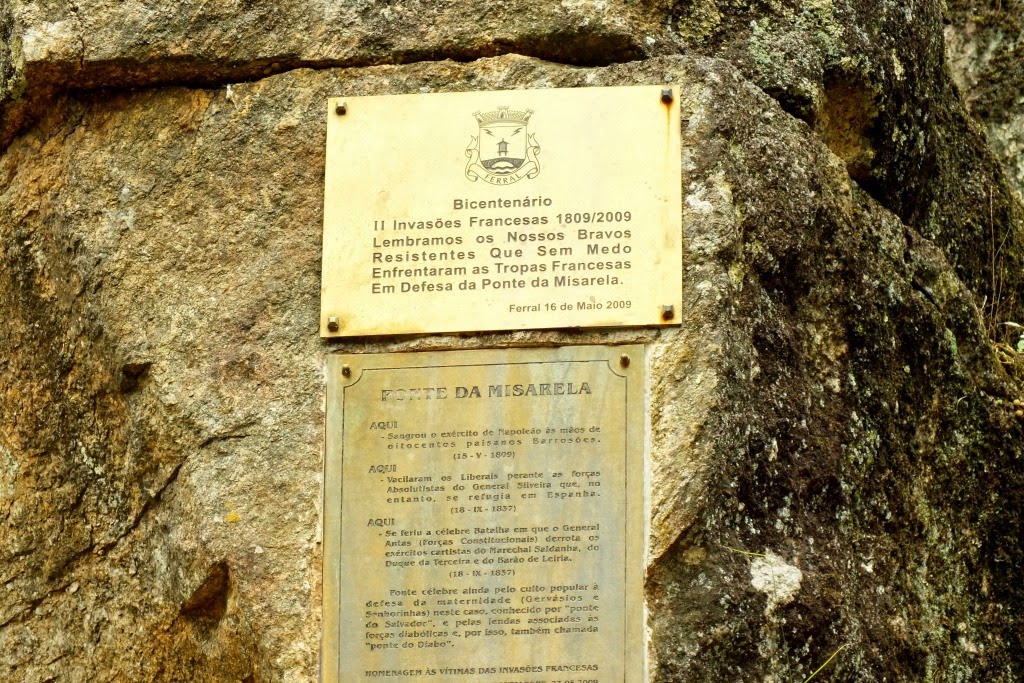 FERRAL
Bicentenário
II Invasões Francesas 1809/2009
Lembramos os Nossos Bravos
Resistentes Que Sem Medo
Enfrentaram as Tropas Francesas
Em Defesa da Ponte da Misarela.
Ferral 16 de Maio 2009
PONTE DA MISARELA
AQUI
- Sangrou o exército de Napoleão às mãos de
oitocentos paisanos Barrosões.
(15 - V - 1809)
AQUI
- Vacilaram os Liberais perante as forças
Absolutistas do General Silveira que, no
entanto, se refugia em Espanha.
(18 - IX - 1837)
AQUI
- Se feriu a célebre Batalha em que o General
Antas (Forças Constitucionais) derrota os
exércitos cartistas do Marechal Saldanha, do
Duque da Terceira e do Barão de Leiria.
(18 - IX - 1837)
Ponte célebre ainda pelo culto popular à
defesa da maternidade (Gervásios e
Senhorinhas) neste caso, conhecido por "ponte
do Salvador", e pelas lendas associadas às
forças diabólicas e, por isso, também chamada
"ponte do Diabo".
HOMENAGEM ÀS VÍTIMAS DAS INVASÕES FRANCESAS